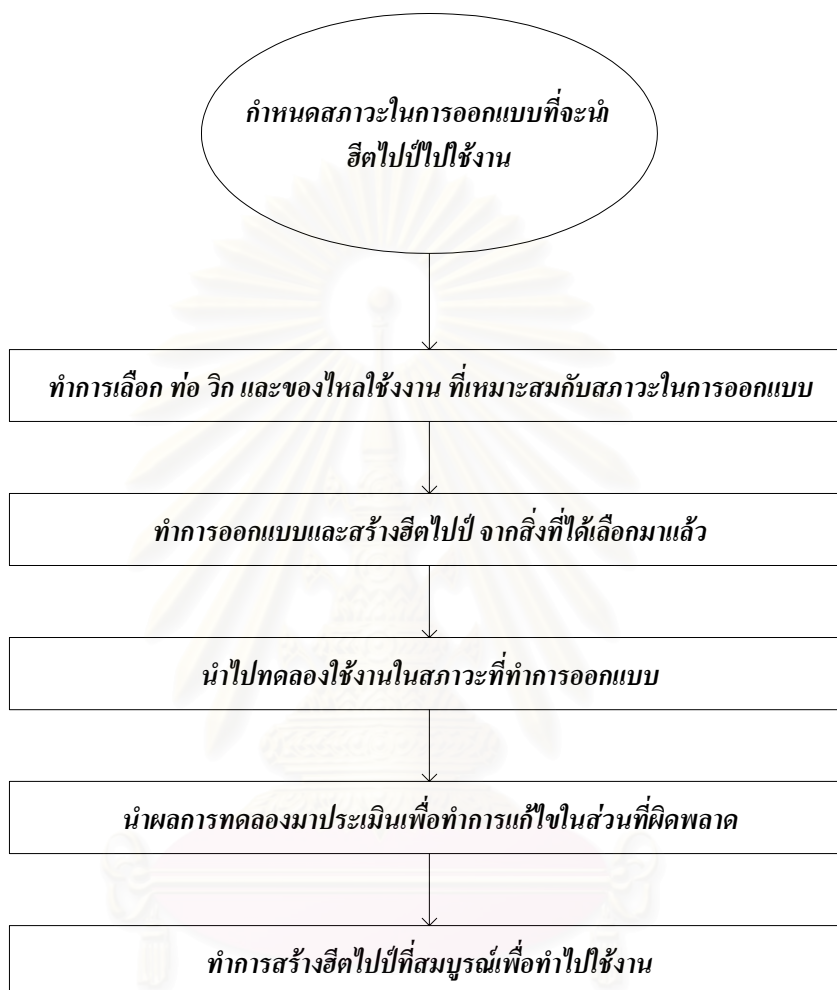 กำหนดสภาวะในการออกแบบที่จะนำ
ฮีตไปป์ไปใช้งาน
ทำการเลือก ท่อ วิก และของไหลใช้งงาน ที่เหมาะสมกับสภาวะในการออกแบบ
ทำการออกแบบและสร้างฮีตไปป์ จากสิ่งที่ได้เลือกมาแล้ว
นำไปทดลองใช้งานในสภาวะที่ทำการออกแบบ
นำผลการทดลองมาประเมินเพื่อทำการแก้ไขในส่วนที่ผิดพลาด
ทำการสร้างฮีตไปป์ที่สมบูรณ์เพื่อทำไปใช้งาน